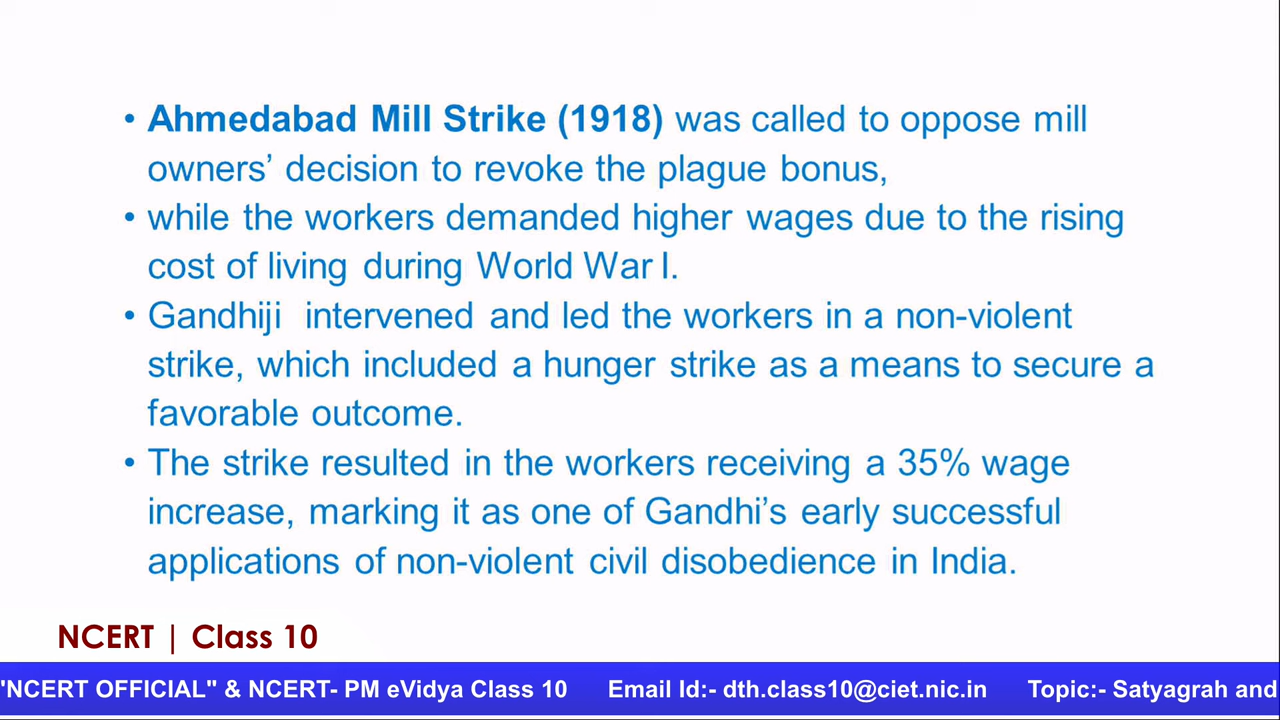 • Ahmedabad Mill Strike (1918) was called to oppose mill
owners’ decision to revoke the plague bonus,
• while the workers demanded higher wages due to the rising
cost of living during World War I.
• Gandhiji intervened and led the workers in a non-violent
strike, which included a hunger strike as a means to secure a
favorable outcome.
• The strike resulted in the workers receiving a 35% wage
increase, marking it as one of Gandhi’s early successful
applications of non-violent civil disobedience in India.
NCERT | Class 10
"NCERT OFFICIAL" & NCERT- PM eVidya Class 10 Email Id:- dth.class10@ciet.nic.in Topic:- Satyagrah and